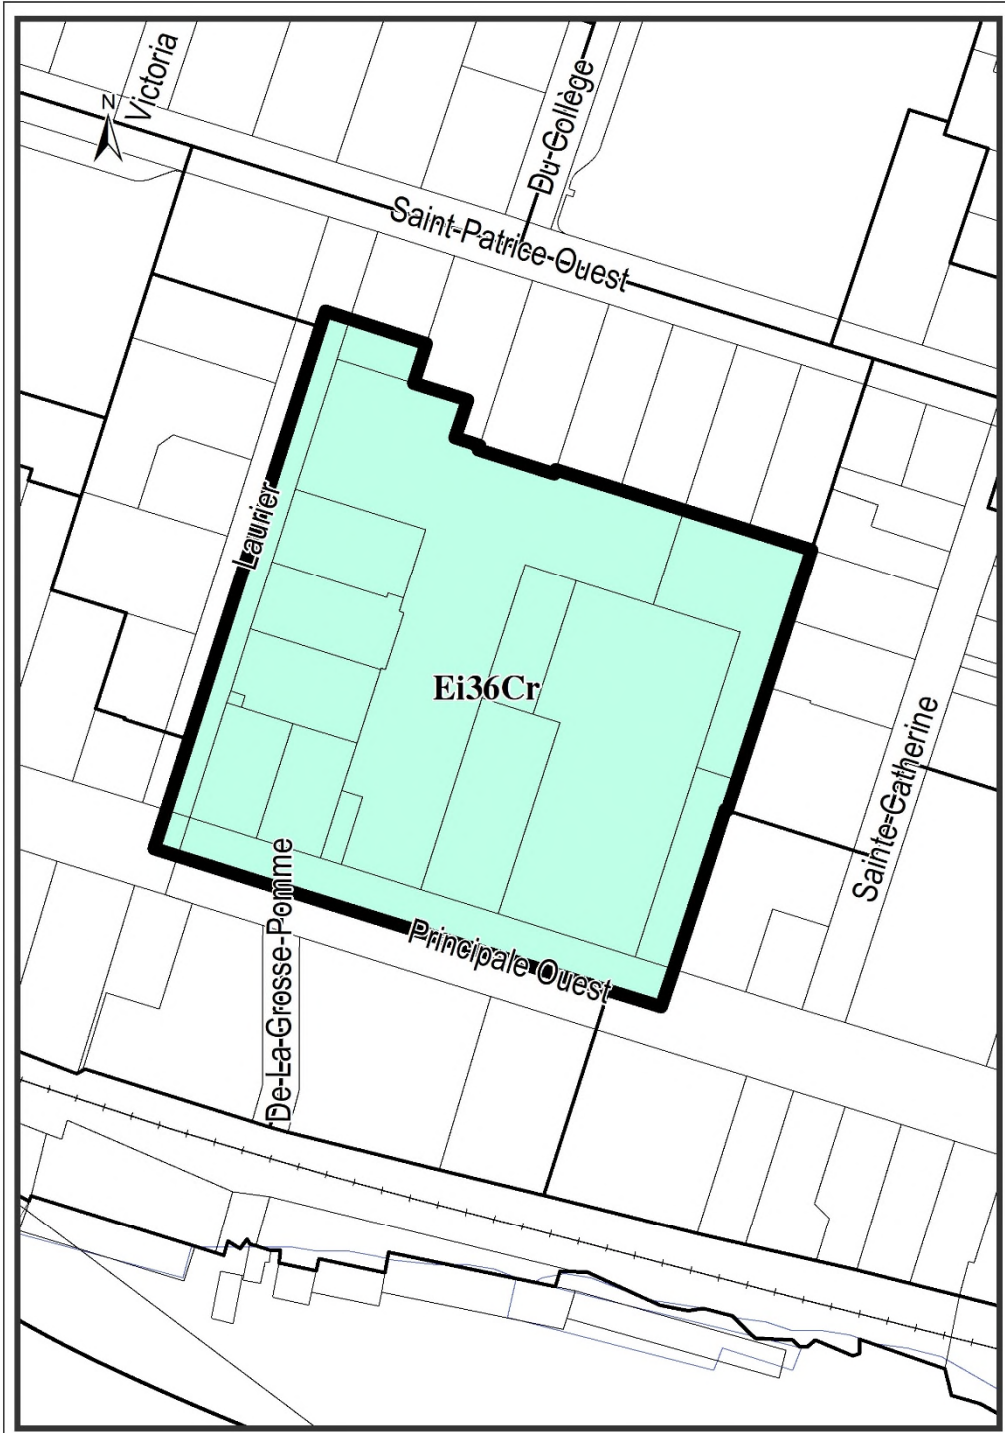 Victoria
N
Du Collège
Saint-Patrice Ouest
Laurier
Ei36Cr
Sainte-Catherine
De La Grosse-Pomme
Principale Ouest